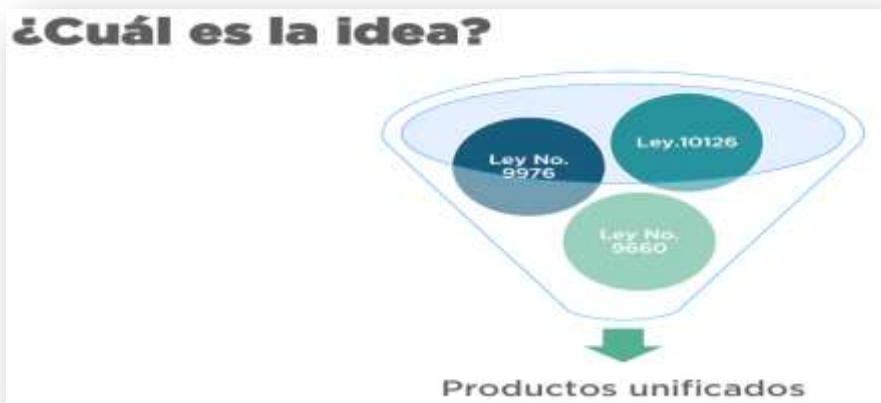 ¿Cuál es la idea?
Ley.10126
Ley No.
9976
Ley No.
9660
Productos unificados